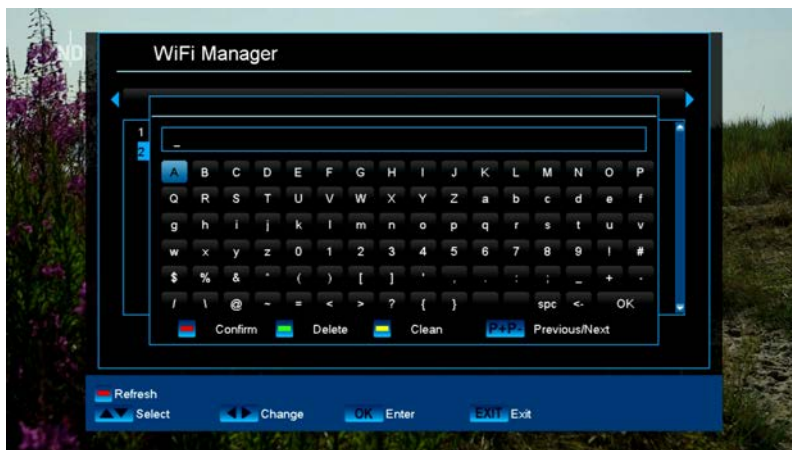 WiFi Manager
1
2
_
A B C D E F G H I J K L M N O P
Q R S T U V W X Y Z a b c d e f
g h i j k l m n o p q r s t u v
w x y z 0 1 2 3 4 5 6 7 8 9 ! #
$ % & ( ) [ ] : ; _ +
/ \ @ ~ = < > ? { } spc <- OK
Confirm Delete Clean P+P- Previous/Next
Refresh
Select Change OK Enter EXIT Exit